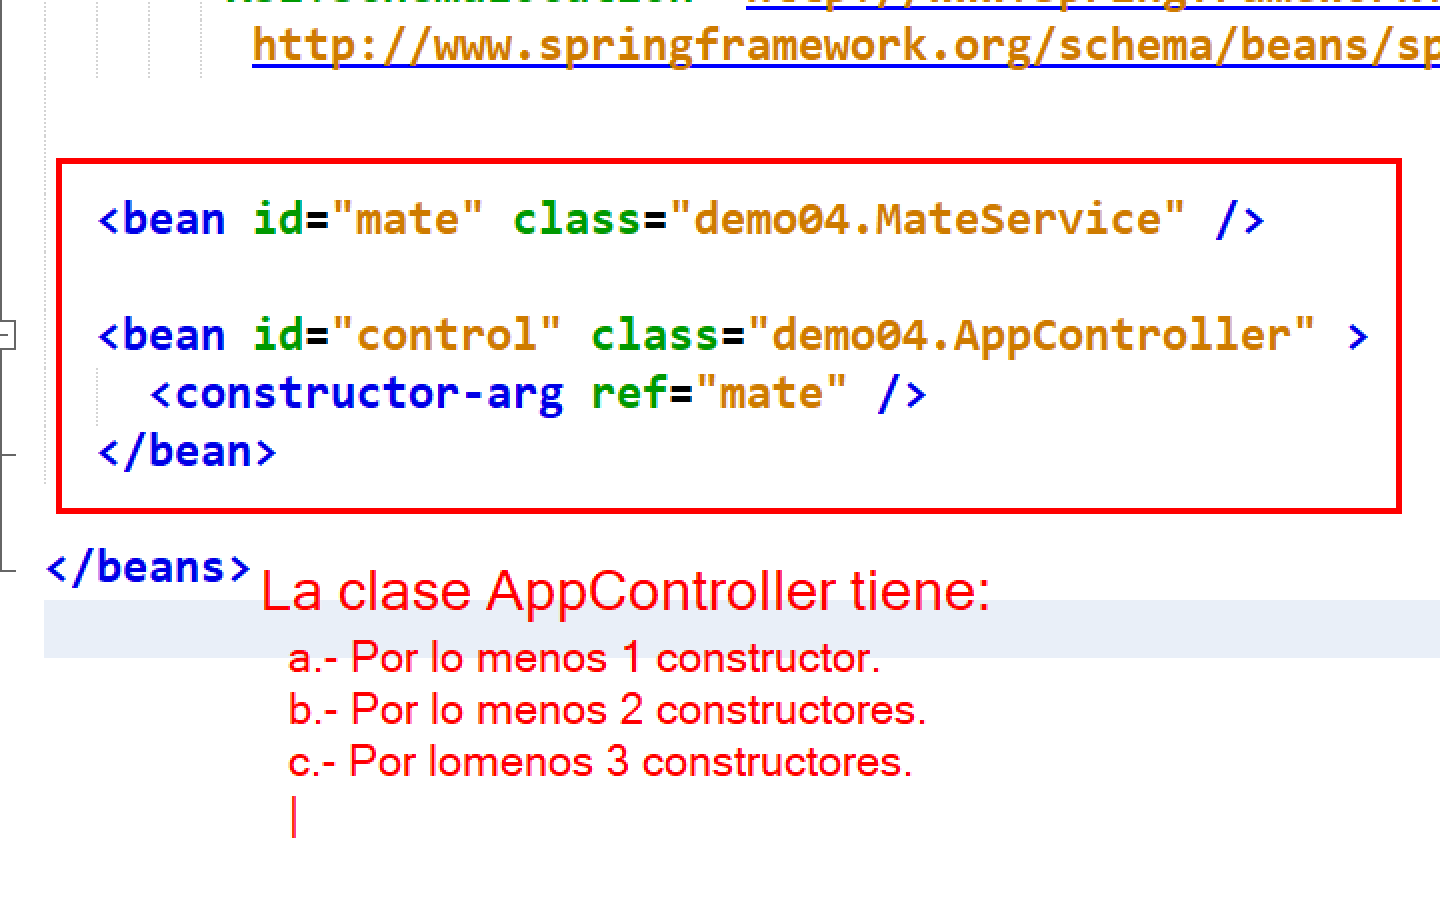 http://www.springframework.org/schema/beans/sp
<bean id="mate" class="demo04.MateService" />
<bean id="control" class="demo04.AppController" >
<constructor-arg ref="mate" />
</bean>
</beans>
La clase AppController tiene:
a.- Por lo menos 1 constructor.
b.- Por lo menos 2 constructores.
c.- Por lomenos 3 constructores.